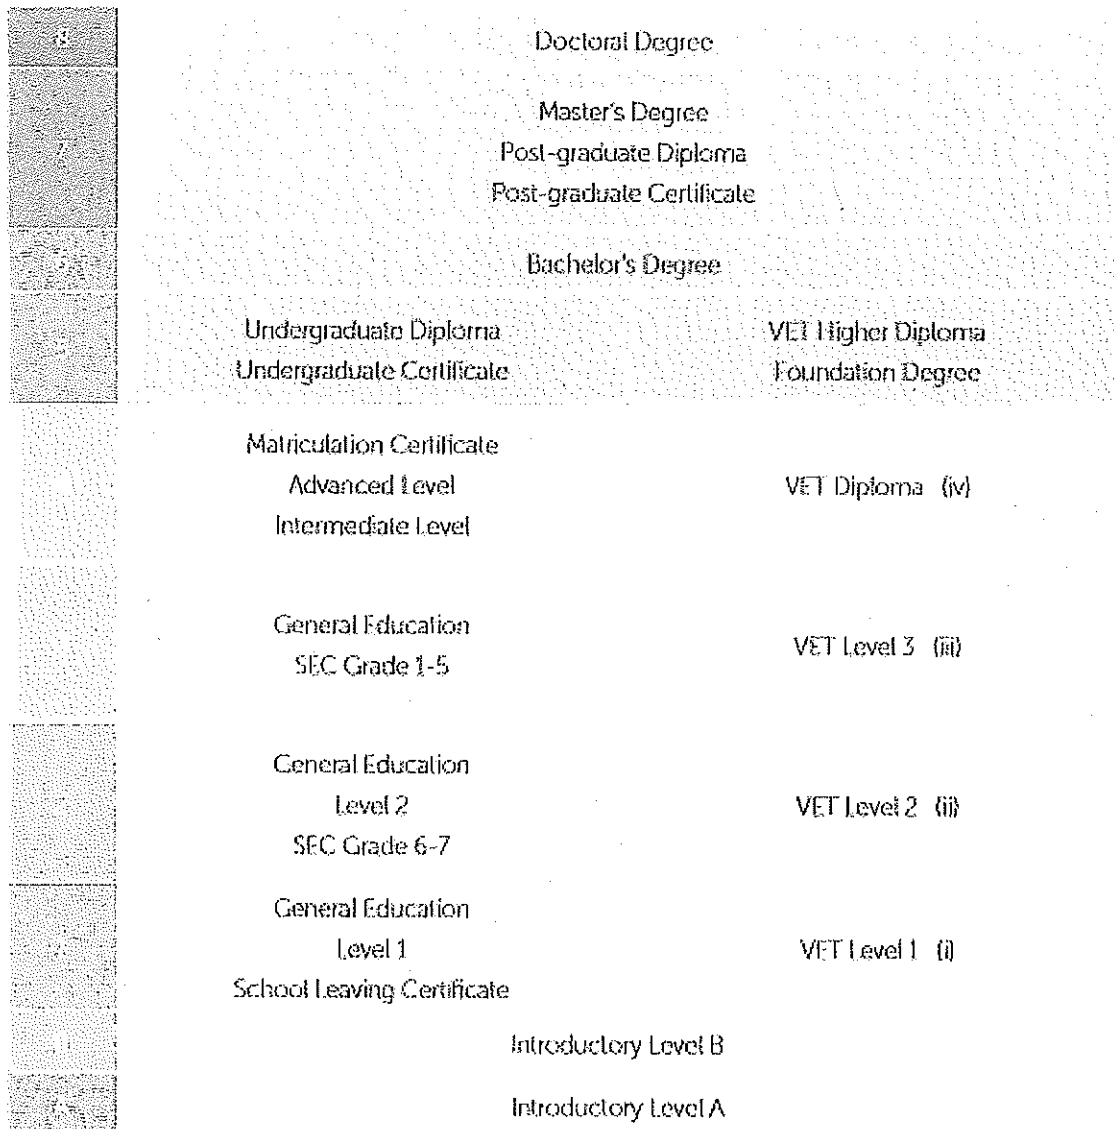 8
Doctoral Degree
7
Master's Degree
Post-graduate Diploma
Post-graduate Certificate
Bachelor's Degree
Undergraduate Diploma
Undergraduate Certificate
VET Higher Diploma
Foundation Degree
Matriculation Certificate
Advanced Level
Intermediate Level
VET Diploma (iv)
General Education
SEC Grade 1-5
VET Level 3 (iii)
General Education
Level 2
SEC Grade 6-7
VET Level 2 (ii)
General Education
Level 1
School Leaving Certificate
VET Level 1 (i)
Introductory Level B
Introductory Level A